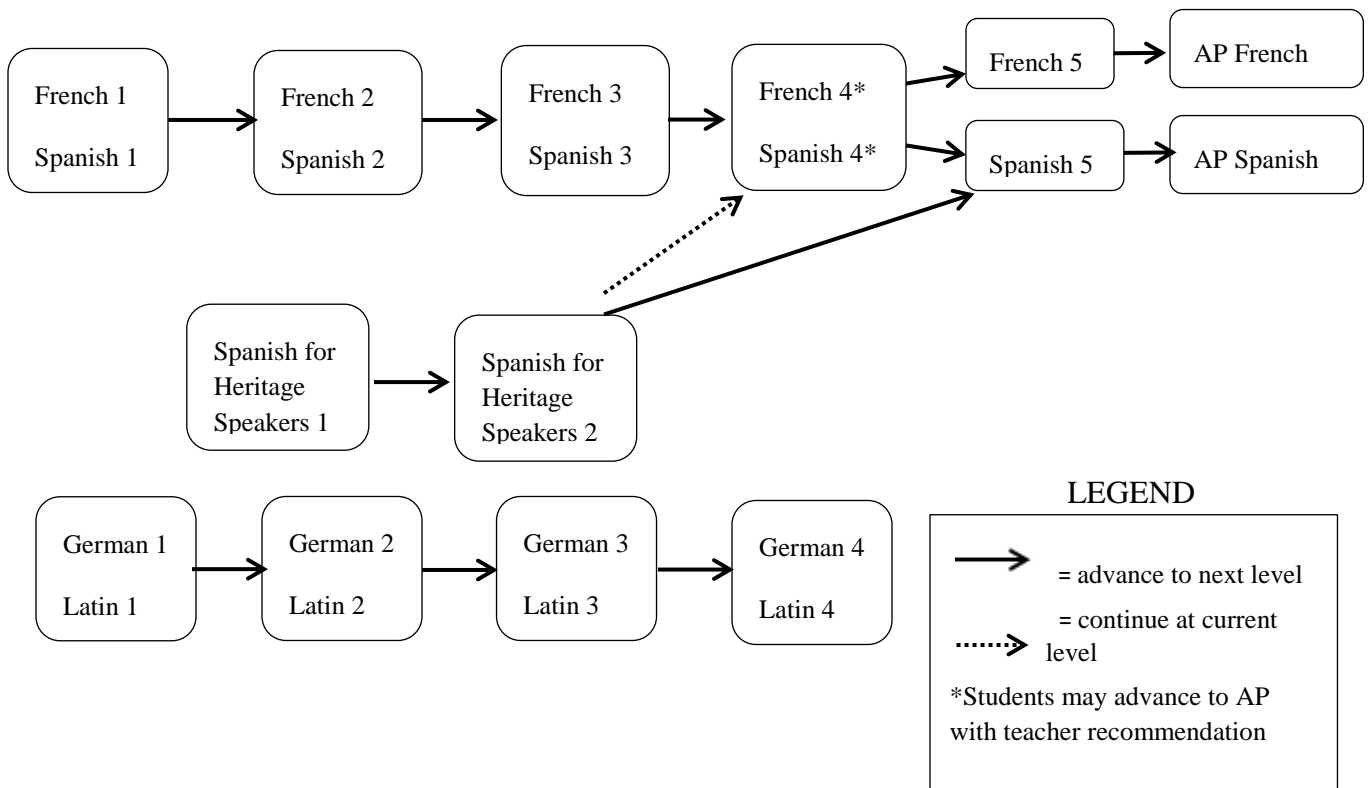 French 1
Spanish 1
French 2
Spanish 2
French 3
Spanish 3
French 4*
Spanish 4*
French 5
AP French
Spanish 5
AP Spanish
Spanish for
Heritage
Speakers 1
Spanish for
Heritage
Speakers 2
German 1
Latin 1
German 2
Latin 2
German 3
Latin 3
German 4
Latin 4
LEGEND
= advance to next level
= continue at current
level
*Students may advance to AP
with teacher recommendation